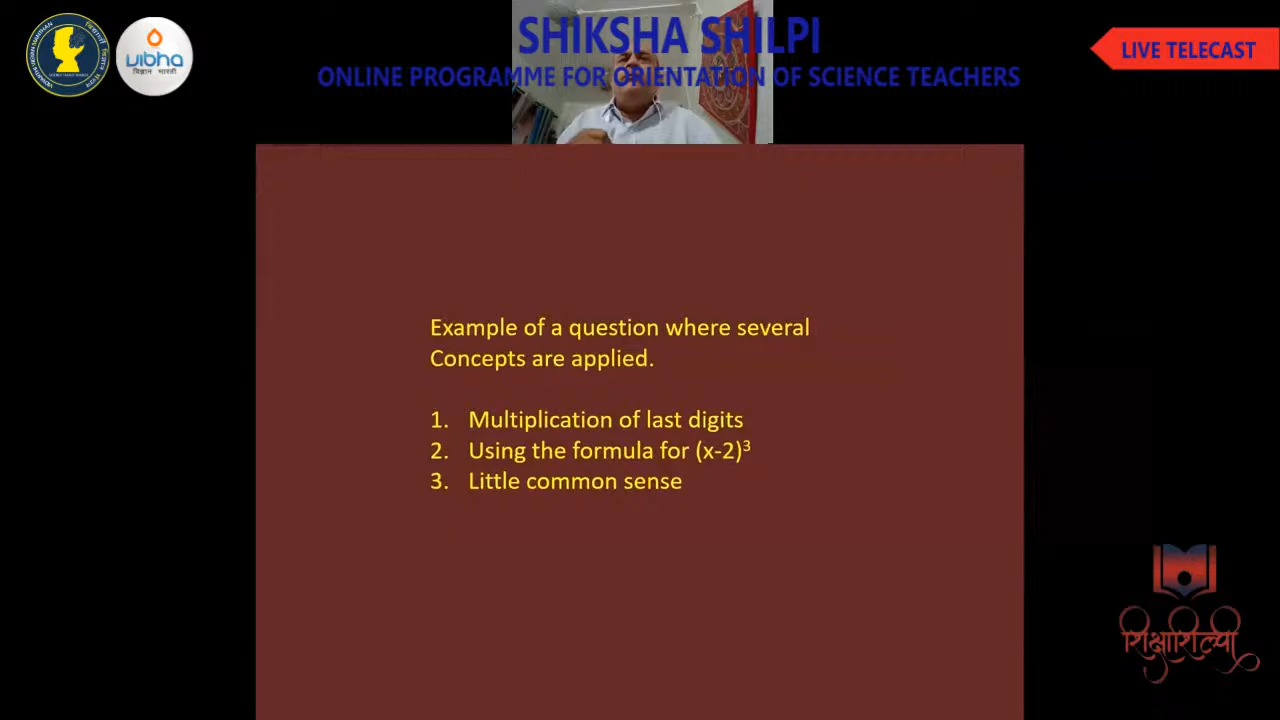 SHIKSHA SHILPI
ONLINE PROGRAMME FOR ORIENTATION OF SCIENCE TEACHERS
LIVE TELECAST
vibha
विज्ञान भारती
Example of a question where several
Concepts are applied.
1. Multiplication of last digits
2. Using the formula for (x-2)³
3. Little common sense
शिक्षाशिल्पी